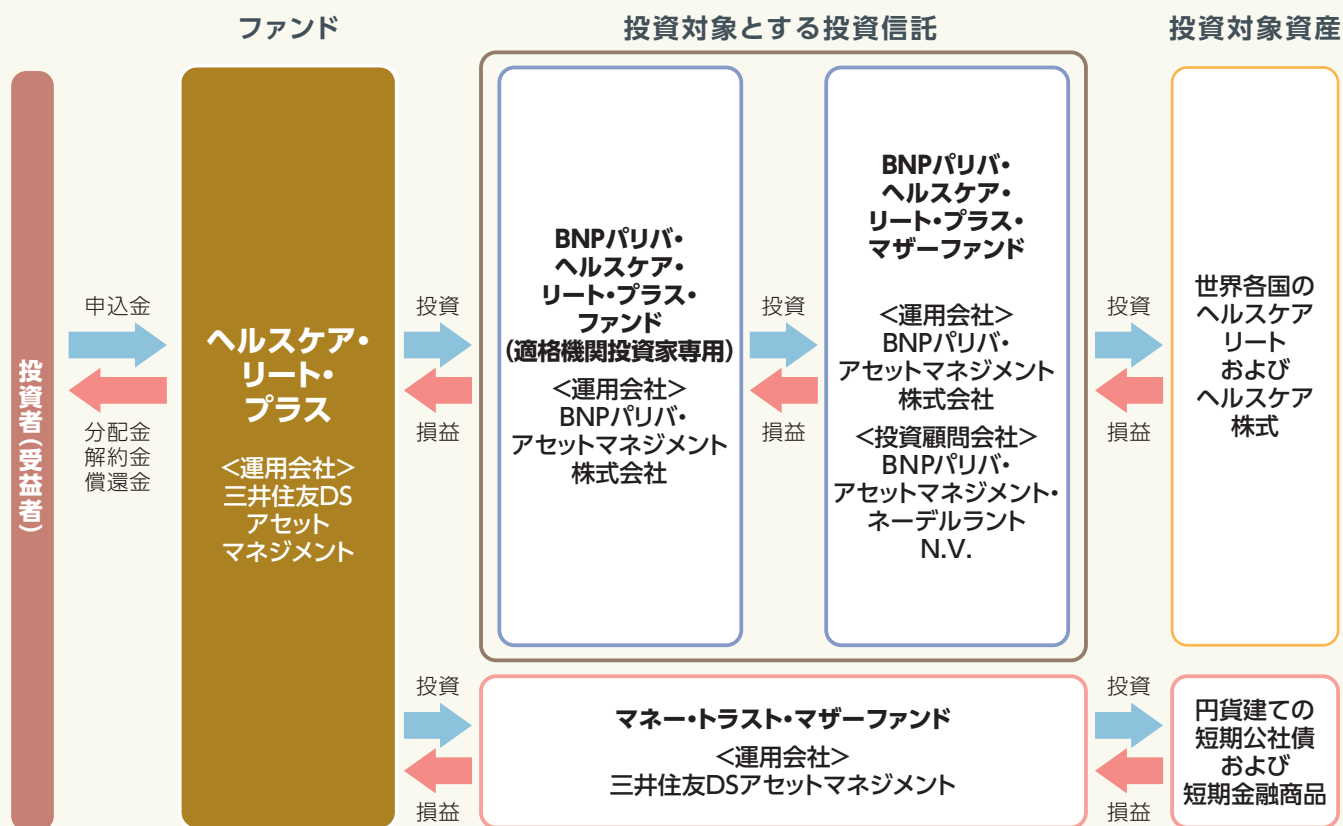 ファンド
投資対象とする投資信託
投資対象資産
投資者(受益者)
申込金
分配金
解約金
償還金
ヘルスケア・
リート・
プラス
<運用会社>
三井住友DS
アセット
マネジメント
投資
損益
BNPパリバ・
ヘルスケア・
リート・プラス・
ファンド
(適格機関投資家専用)
<運用会社>
BNPパリバ・
アセットマネジメント
株式会社
投資
損益
BNPパリバ・
ヘルスケア・
リート・プラス・
マザーファンド
<運用会社>
BNPパリバ・
アセットマネジメント
株式会社
<投資顧問会社>
BNPパリバ・
アセットマネジメント・
ネーデルラント
N.V.
投資
損益
世界各国の
ヘルスケア
リート
および
ヘルスケア
株式
投資
損益
マネー・トラスト・マザーファンド
<運用会社>
三井住友DSアセットマネジメント
投資
損益
円貨建ての
短期公社債
および
短期金融商品